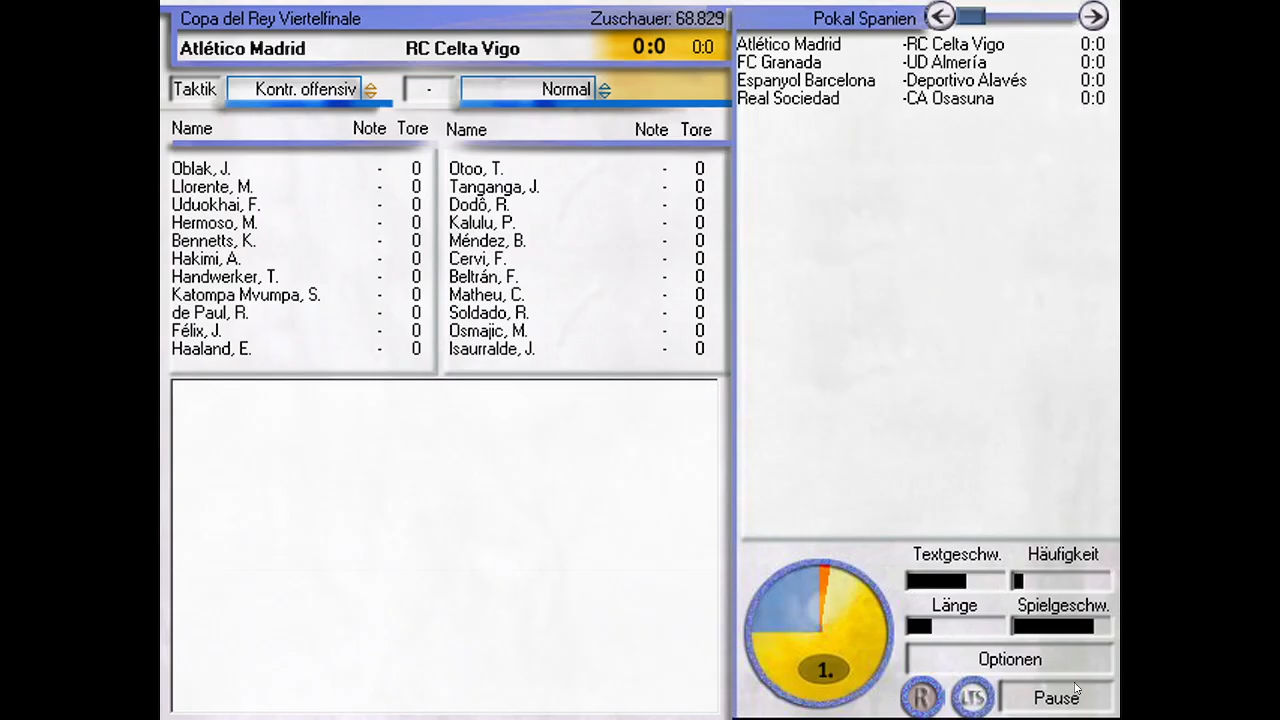 Copa del Rey Viertelfinale Zuschauer: 68.829
Atlético Madrid RC Celta Vigo 0:0 0:0
Taktik Kontr. offensiv - Normal
Name Note Tore Name Note Tore
Oblak, J. - 0 Otoo, T. - 0
Llorente, M. - 0 Tanganga, J. - 0
Uduokhai, F. - 0 Dodô, R. - 0
Hermoso, M. - 0 Kalulu, P. - 0
Bennetts, K. - 0 Méndez, B. - 0
Hakimi, A. - 0 Cervi, F. - 0
Handwerker, T. - 0 Beltrán, F. - 0
Katompa Mvumpa, S. - 0 Matheu, C. - 0
de Paul, R. - 0 Soldado, R. - 0
Félix, J. - 0 Osmajic, M. - 0
Haaland, E. - 0 Isaurralde, J. - 0
Pokal Spanien
Atlético Madrid -RC Celta Vigo 0:0
FC Granada -UD Almería 0:0
Espanyol Barcelona -Deportivo Alavés 0:0
Real Sociedad -CA Osasuna 0:0
Textgeschw. Häufigkeit
Länge Spielgeschw.
Optionen
1.
R LTS Pause